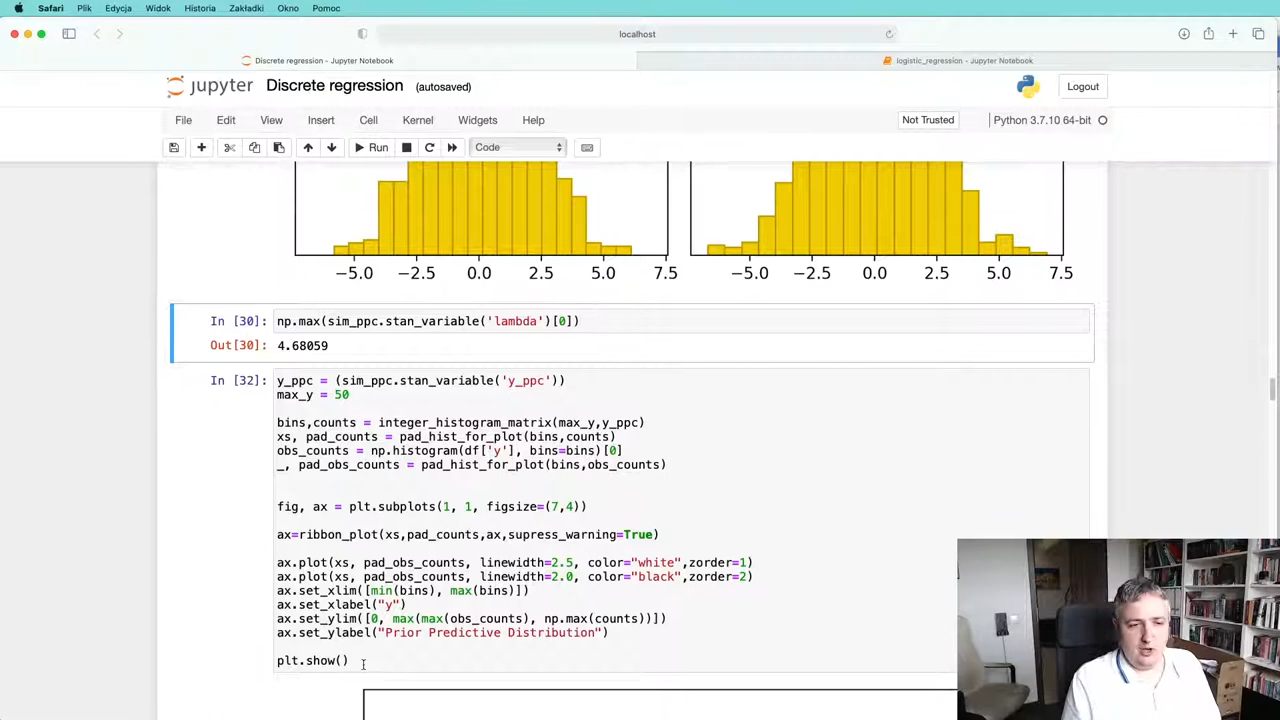 Safari Plik Edycja Widok Historia Zakładki Okno Pomoc
localhost
Discrete regression - Jupyter Notebook
logistic_regression - Jupyter Notebook
jupyter Discrete regression (autosaved)
Logout
File Edit View Insert Cell Kernel Widgets Help
Not Trusted
Python 3.7.10 64-bit
Run
Code
−5.0 −2.5 0.0 2.5 5.0 7.5
−5.0 −2.5 0.0 2.5 5.0 7.5
In [30]: np.max(sim_ppc.stan_variable('lambda')[0])
Out[30]: 4.68059
In [32]: y_ppc = (sim_ppc.stan_variable('y_ppc'))
max_y = 50
bins,counts = integer_histogram_matrix(max_y,y_ppc)
xs, pad_counts = pad_hist_for_plot(bins,counts)
obs_counts = np.histogram(df['y'], bins=bins)[0]
_, pad_obs_counts = pad_hist_for_plot(bins,obs_counts)
fig, ax = plt.subplots(1, 1, figsize=(7,4))
ax=ribbon_plot(xs,pad_counts,ax,supress_warning=True)
ax.plot(xs, pad_obs_counts, linewidth=2.5, color="white",zorder=1)
ax.plot(xs, pad_obs_counts, linewidth=2.0, color="black",zorder=2)
ax.set_xlim([min(bins), max(bins)])
ax.set_xlabel("y")
ax.set_ylim([0, max(max(obs_counts), np.max(counts))])
ax.set_ylabel("Prior Predictive Distribution")
plt.show()